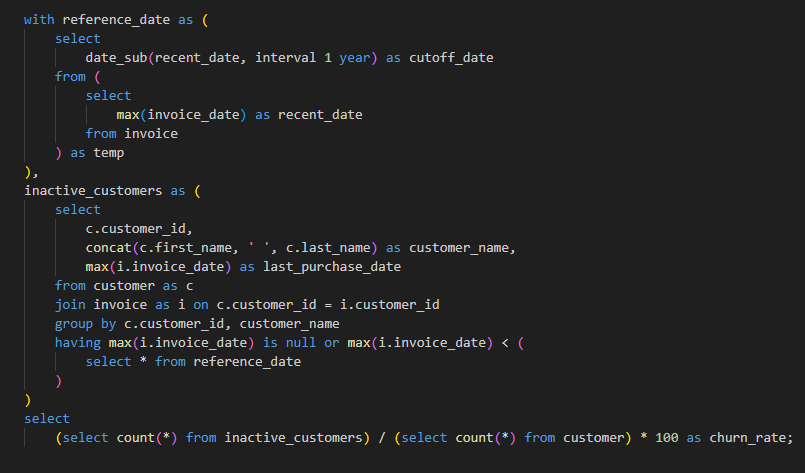 with reference_date as (
    select
        date_sub(recent_date, interval 1 year) as cutoff_date
    from (
        select
            max(invoice_date) as recent_date
        from invoice
    ) as temp
),
inactive_customers as (
    select
        c.customer_id,
        concat(c.first_name, ' ', c.last_name) as customer_name,
        max(i.invoice_date) as last_purchase_date
    from customer as c
    join invoice as i on c.customer_id = i.customer_id
    group by c.customer_id, customer_name
    having max(i.invoice_date) is null or max(i.invoice_date) < (
        select * from reference_date
    )
)
select
    (select count(*) from inactive_customers) / (select count(*) from customer) * 100 as churn_rate;